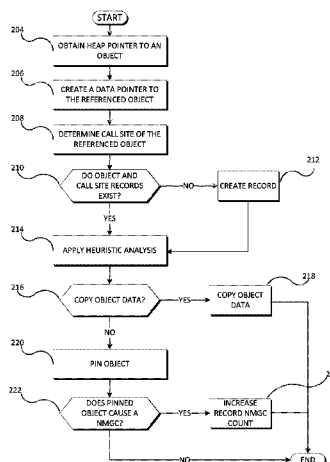 START
204
OBTAIN HEAP POINTER TO AN
OBJECT
206
CREATE A DATA POINTER TO
THE REFERENCED OBJECT
208
DETERMINE CALL SITE OF THE
REFERENCED OBJECT
210
DO OBJECT AND
CALL SITE RECORDS
EXIST?
NO
212
CREATE RECORD
YES
214
APPLY HEURISTIC ANALYSIS
216
COPY OBJECT DATA?
YES
218
COPY OBJECT
DATA
NO
220
PIN OBJECT
222
DOES PINNED
OBJECT CAUSE A
NMGC?
YES
2
INCREASE
RECORD NMGC
COUNT
NO
END